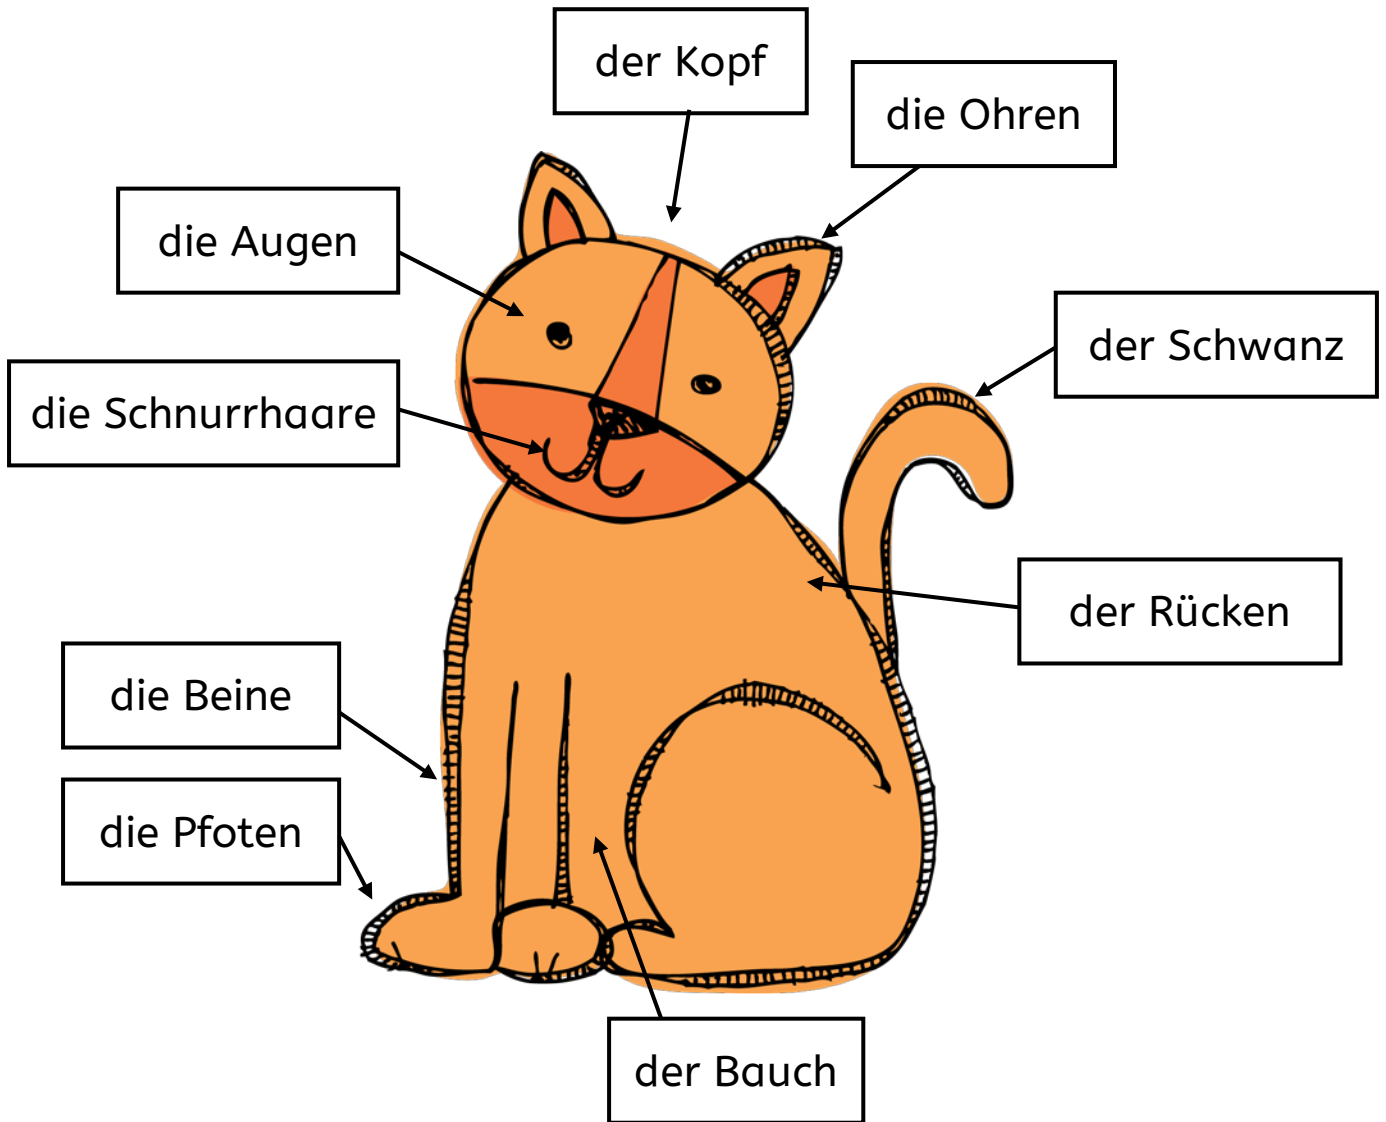 der Kopf
die Ohren
die Augen
der Schwanz
die Schnurrhaare
der Rücken
die Beine
die Pfoten
der Bauch